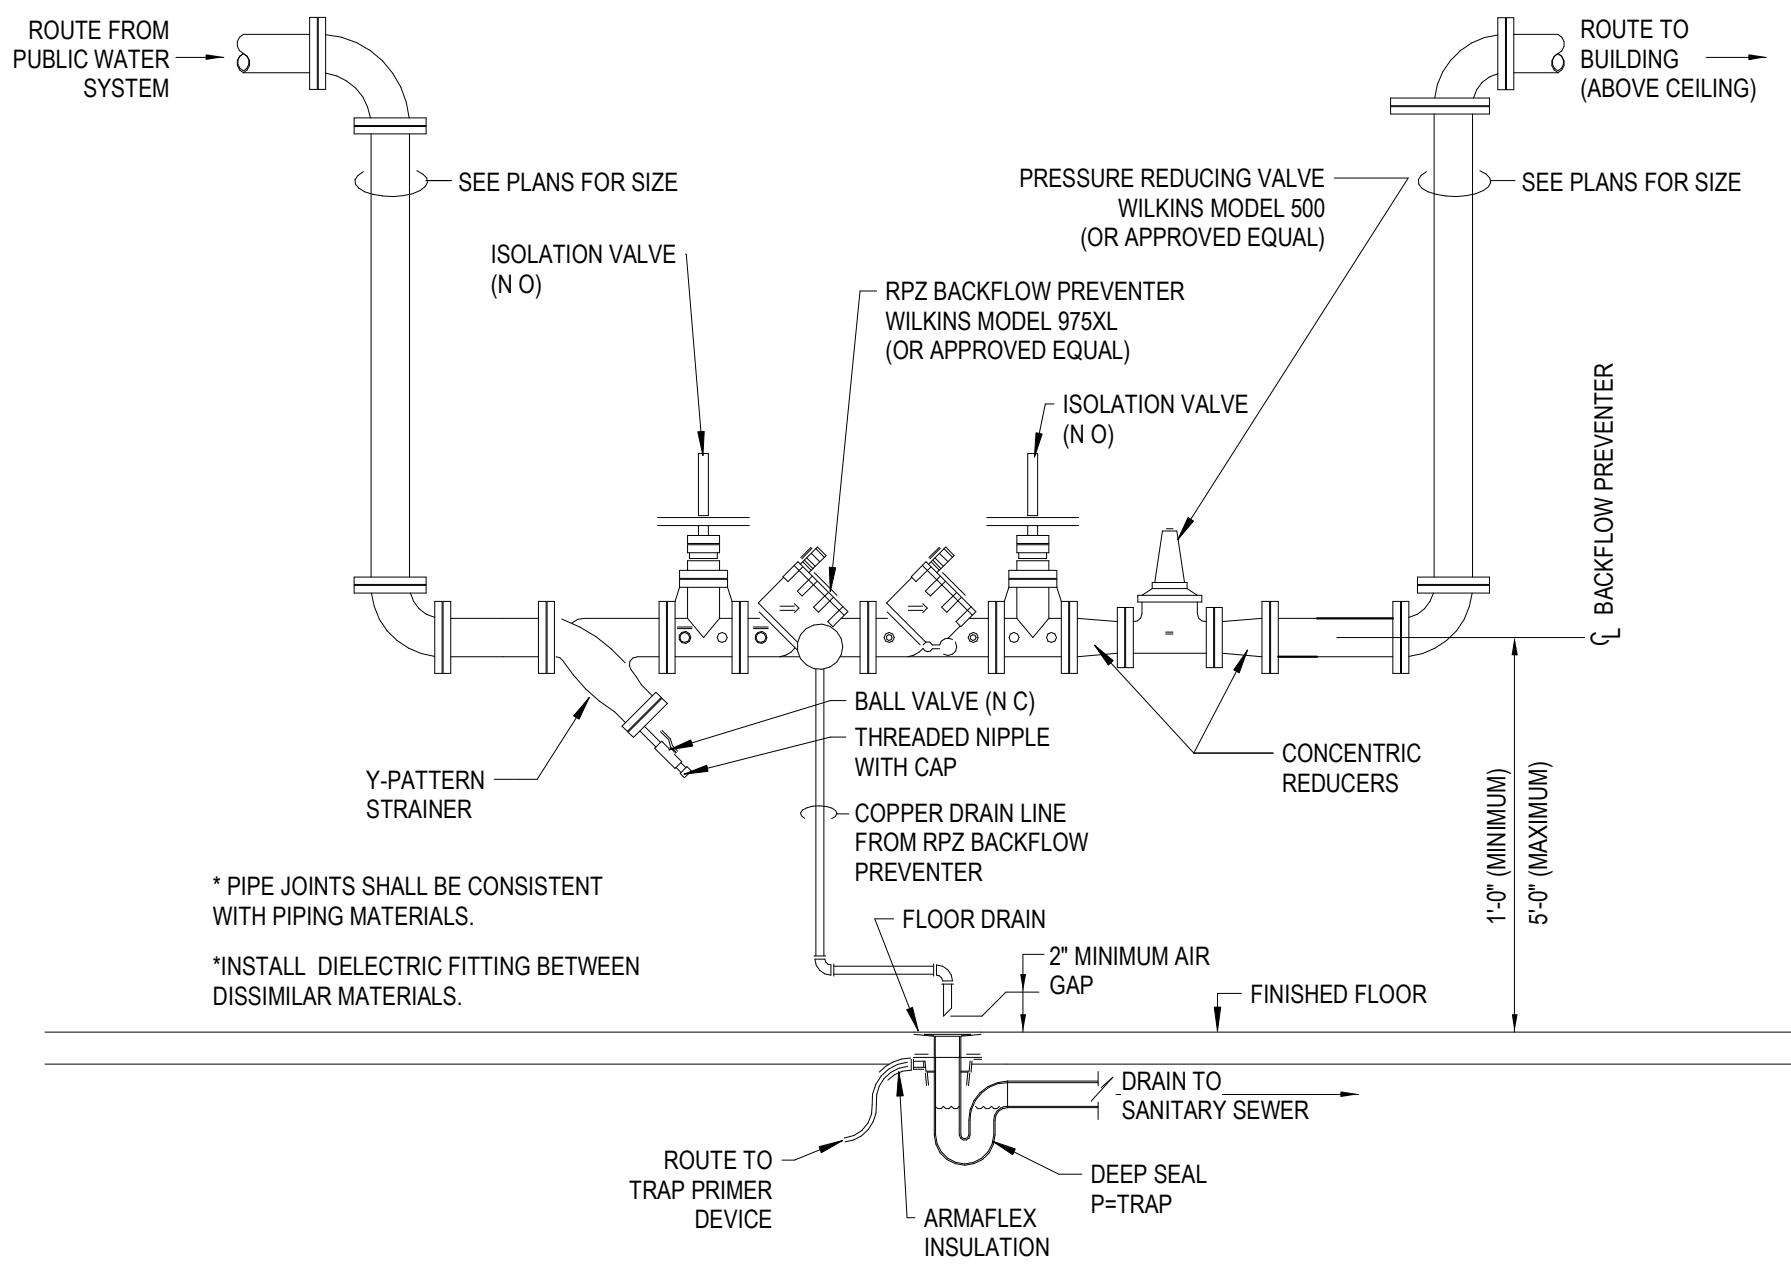 ROUTE FROM
PUBLIC WATER
SYSTEM
ROUTE TO
BUILDING
(ABOVE CEILING)
SEE PLANS FOR SIZE
PRESSURE REDUCING VALVE
WILKINS MODEL 500
(OR APPROVED EQUAL)
SEE PLANS FOR SIZE
ISOLATION VALVE
(N O)
RPZ BACKFLOW PREVENTER
WILKINS MODEL 975XL
(OR APPROVED EQUAL)
ISOLATION VALVE
(N O)
CL BACKFLOW PREVENTER
BALL VALVE (N C)
THREADED NIPPLE
WITH CAP
CONCENTRIC
REDUCERS
Y-PATTERN
STRAINER
COPPER DRAIN LINE
FROM RPZ BACKFLOW
PREVENTER
1'-0" (MINIMUM)
5'-0" (MAXIMUM)
* PIPE JOINTS SHALL BE CONSISTENT
WITH PIPING MATERIALS.
*INSTALL DIELECTRIC FITTING BETWEEN
DISSIMILAR MATERIALS.
FLOOR DRAIN
2" MINIMUM AIR
GAP
FINISHED FLOOR
DRAIN TO
SANITARY SEWER
ROUTE TO
TRAP PRIMER
DEVICE
DEEP SEAL
P=TRAP
ARMAFLEX
INSULATION